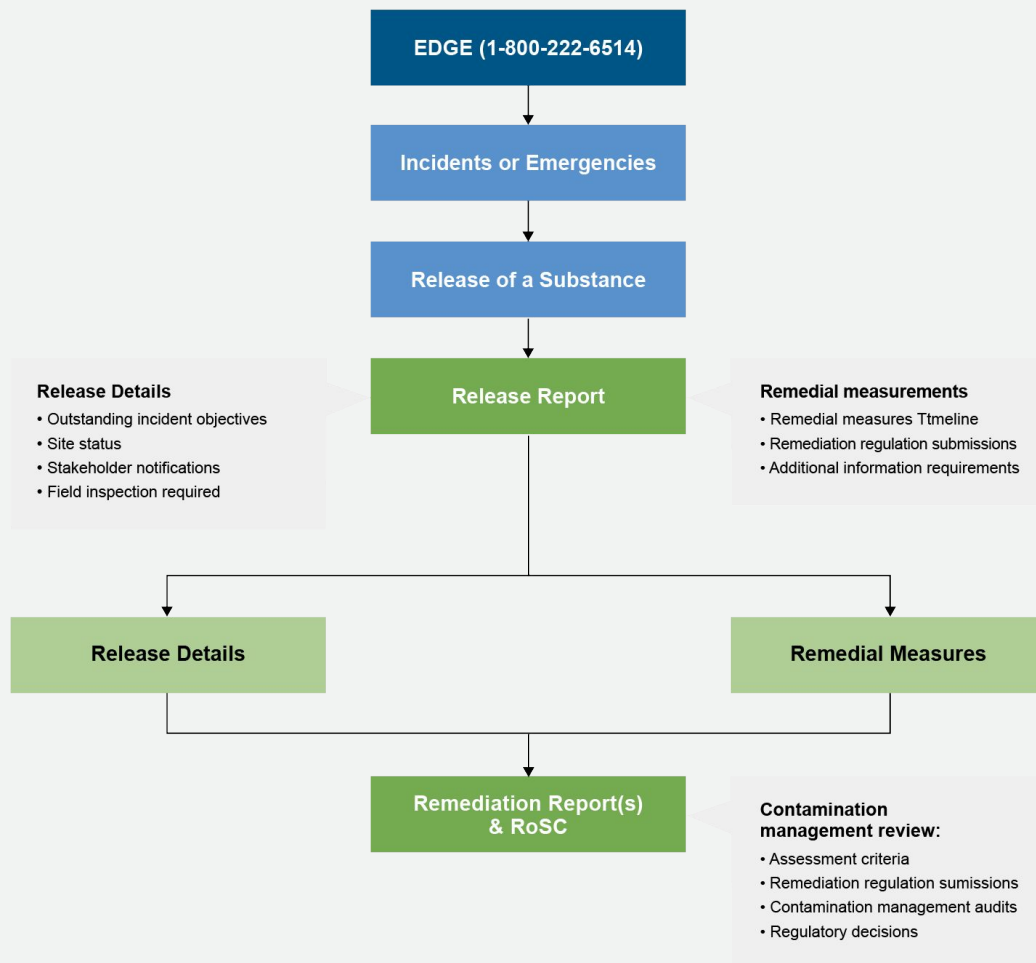 EDGE (1-800-222-6514)
Incidents or Emergencies
Release of a Substance
Release Report
Release Details
• Outstanding incident objectives
• Site status
• Stakeholder notifications
• Field inspection required
Remedial measurements
• Remedial measures Ttmeline
• Remediation regulation submissions
• Additional information requirements
Release Details
Remedial Measures
Remediation Report(s)
& RoSC
Contamination
management review:
• Assessment criteria
• Remediation regulation sumissions
• Contamination management audits
• Regulatory decisions